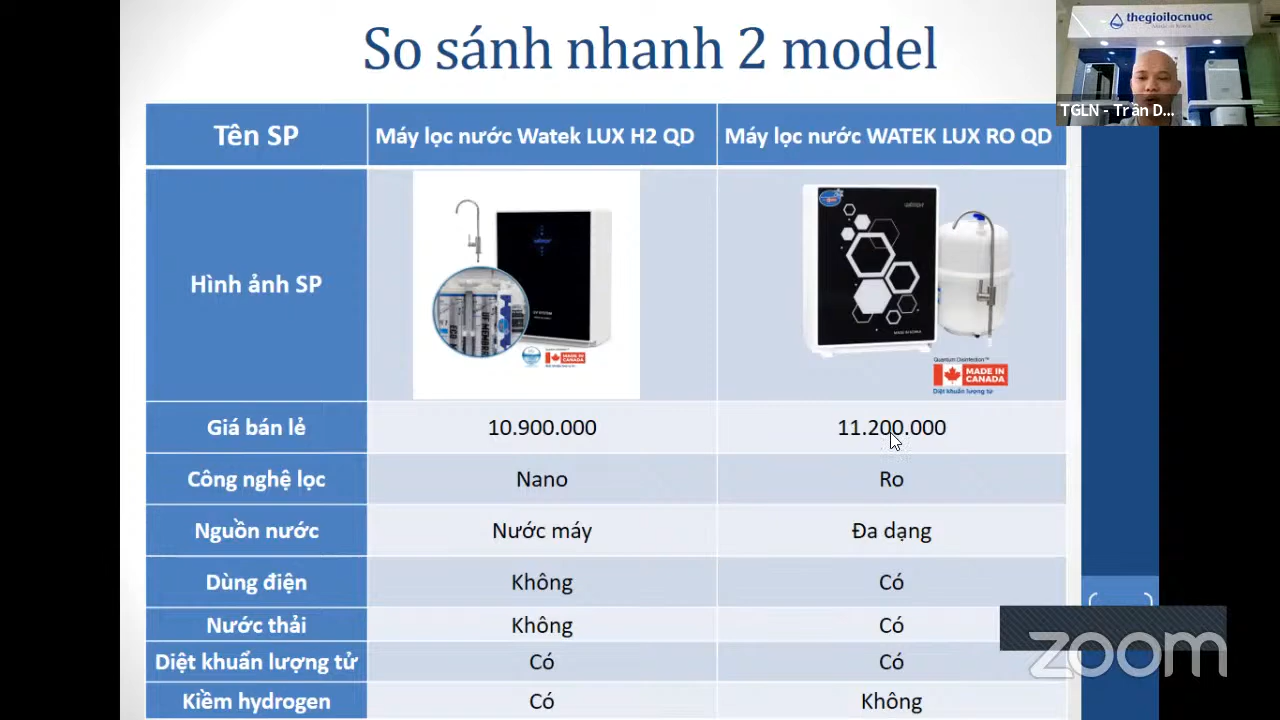 So sánh nhanh 2 model
thegioilocnuoc
TGLN - Trần D...
Tên SP
Máy lọc nước Watek LUX H2 QD
Máy lọc nước WATEK LUX RO QD
Hình ảnh SP
MADE IN CANADA
MADE IN KOREA
Quantum Disinfection™
MADE IN
CANADA
Diệt khuẩn lượng tử
Giá bán lẻ
10.900.000
11.200.000
Công nghệ lọc
Nano
Ro
Nguồn nước
Nước máy
Đa dạng
Dùng điện
Không
Có
Nước thải
Không
Có
Diệt khuẩn lượng tử
Có
Có
Kiềm hydrogen
Có
Không
zoom